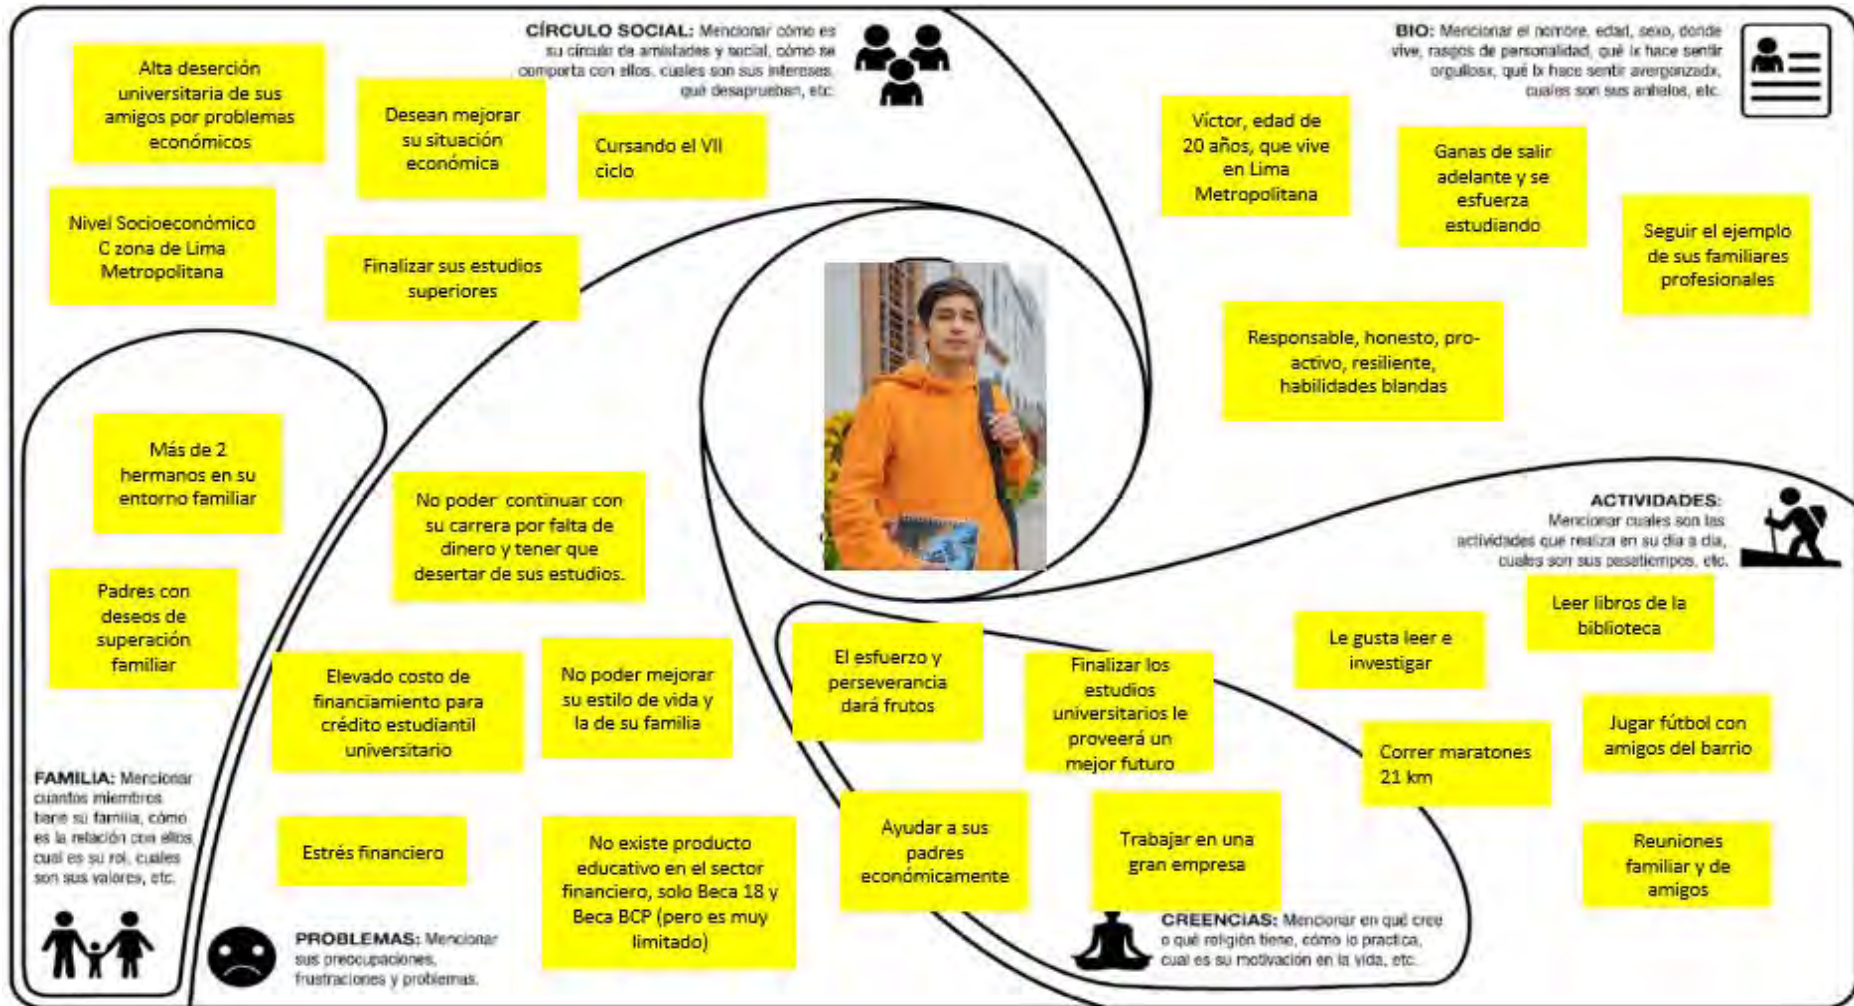 CÍRCULO SOCIAL: Mencionar cómo es
su círculo de amistades y social, cómo se
comporta con ellos, cuales son sus intereses,
qué desaprueban, etc.
Alta deserción
universitaria de sus
amigos por problemas
económicos
Desean mejorar
su situación
económica
Cursando el VII
ciclo
Nivel Socioeconómico
C zona de Lima
Metropolitana
Finalizar sus estudios
superiores
BIO: Mencionar el nombre, edad, sexo, donde
vive, rasgos de personalidad, qué lx hace sentir
orgullosx, qué lx hace sentir avergonzadx,
cuales son sus anhelos, etc.
Víctor, edad de
20 años, que vive
en Lima
Metropolitana
Ganas de salir
adelante y se
esfuerza
estudiando
Seguir el ejemplo
de sus familiares
profesionales
Responsable, honesto, pro-
activo, resiliente,
habilidades blandas
Más de 2
hermanos en su
entorno familiar
Padres con
deseos de
superación
familiar
FAMILIA: Mencionar
cuantos miembros
tiene su familia, cómo
es la relación con ellos
cual es su rol, cuales
son sus valores, etc.
No poder continuar con
su carrera por falta de
dinero y tener que
desertar de sus estudios.
Elevado costo de
financiamiento para
crédito estudiantil
universitario
No poder mejorar
su estilo de vida y
la de su familia
Estrés financiero
No existe producto
educativo en el sector
financiero, solo Beca 18 y
Beca BCP (pero es muy
limitado)
PROBLEMAS: Mencionar
sus preocupaciones,
frustraciones y problemas.
El esfuerzo y
perseverancia
dará frutos
Finalizar los
estudios
universitarios le
proveerá un
mejor futuro
Ayudar a sus
padres
económicamente
Trabajar en una
gran empresa
CREENCIAS: Mencionar en qué cree
o qué religión tiene, cómo lo practica,
cual es su motivación en la vida, etc.
ACTIVIDADES:
Mencionar cuales son las
actividades que realiza en su día a día,
cuales son sus pasatiempos, etc.
Leer libros de la
biblioteca
Le gusta leer e
investigar
Jugar fútbol con
amigos del barrio
Correr maratones
21 km
Reuniones
familiar y de
amigos